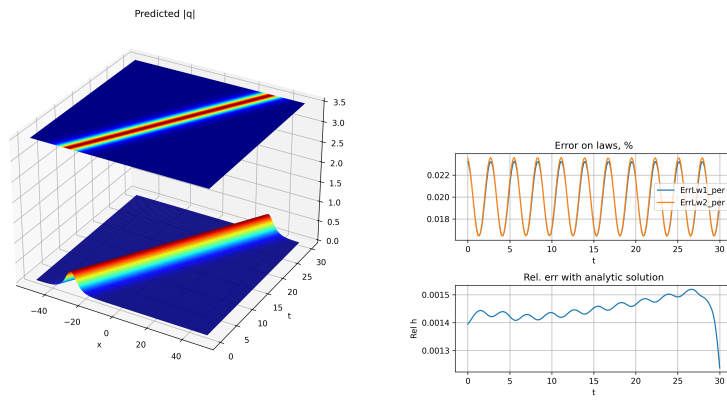 Predicted |q|
3.5
3.0
2.5
2.0
1.5
1.0
0.5
0.0
−40
−20
0
20
40
x
0
5
10
15
20
25
30
t
Error on laws, %
0.022
0.020
0.018
ErrLw1_per
ErrLw2_per
0 5 10 15 20 25 30
t
Rel. err with analytic solution
Rel h
0.0015
0.0014
0.0013
0 5 10 15 20 25 30
t